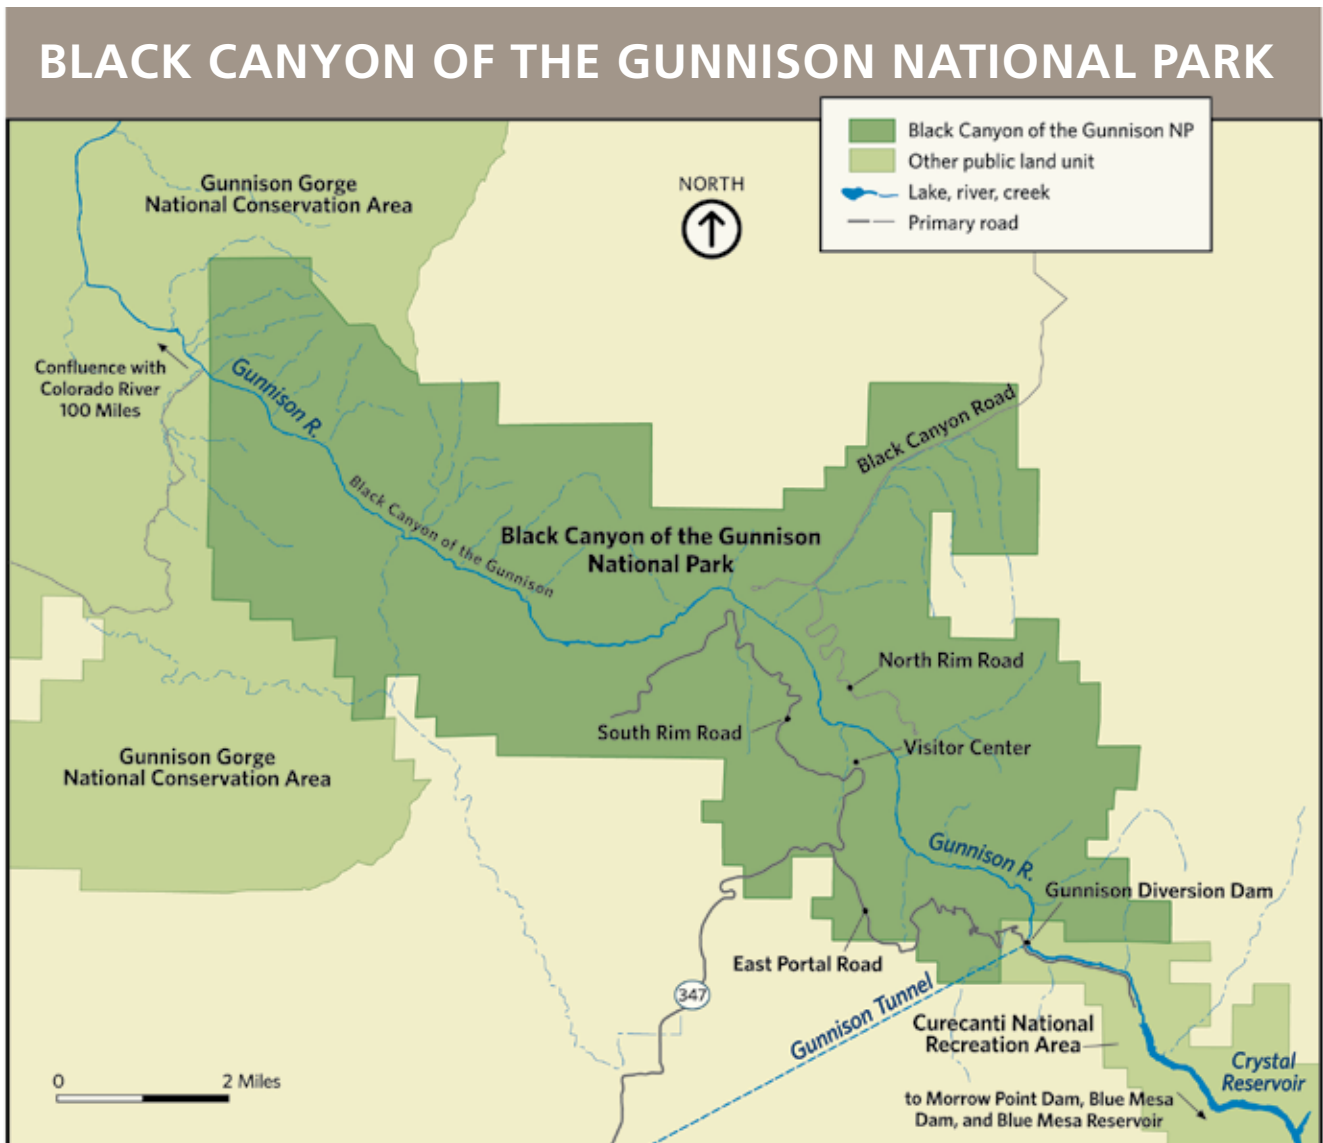 BLACK CANYON OF THE GUNNISON NATIONAL PARK
Black Canyon of the Gunnison NP
Other public land unit
Lake, river, creek
Primary road
NORTH
Gunnison Gorge
National Conservation Area
Confluence with
Colorado River
100 Miles
Gunnison R.
Black Canyon Road
Black Canyon of the Gunnison
Black Canyon of the Gunnison
National Park
North Rim Road
South Rim Road
Visitor Center
Gunnison Gorge
National Conservation Area
Gunnison R.
Gunnison Diversion Dam
East Portal Road
347
Gunnison Tunnel
Curecanti National
Recreation Area
Crystal
Reservoir
0 2 Miles
to Morrow Point Dam, Blue Mesa
Dam, and Blue Mesa Reservoir